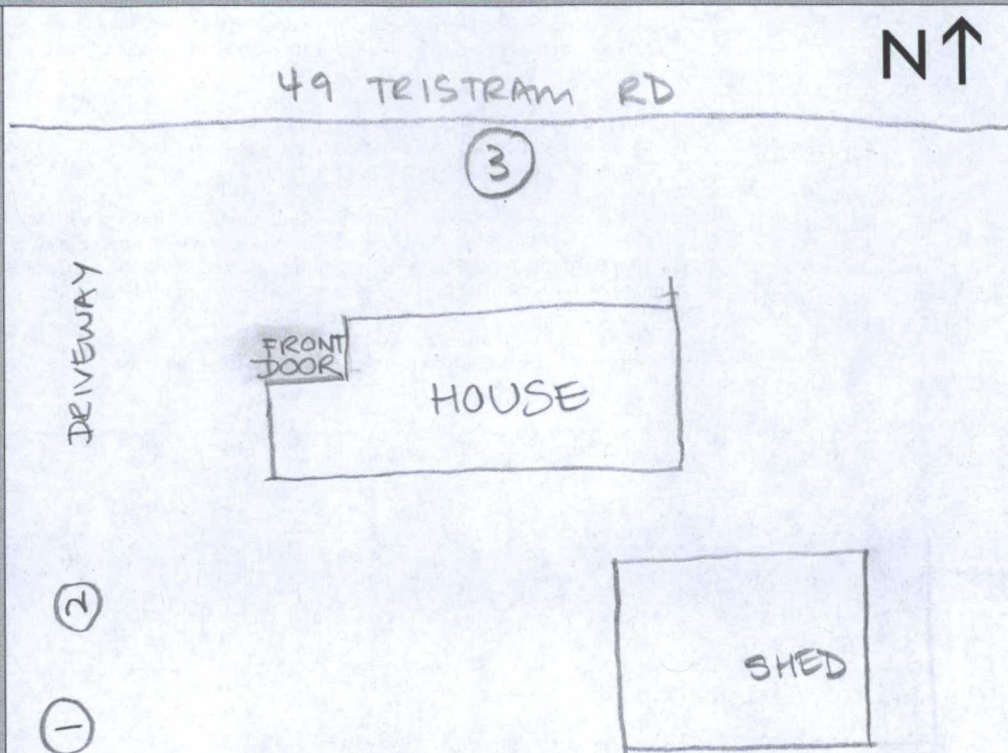 N↑
49 TRISTRAM RD
3
DRIVEWAY
FRONT
DOOR
HOUSE
2
SHED
1